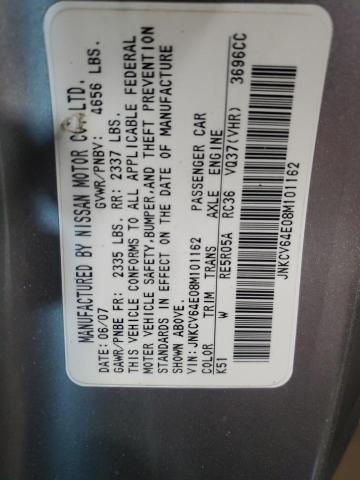 MANUFACTURED BY NISSAN MOTOR CO., LTD.
DATE: 06/07 GVWR/PNBV: 4656 LBS.
GAWR/PNBE FR: 2335 LBS. RR: 2337 LBS.
THIS VEHICLE CONFORMS TO ALL APPLICABLE FEDERAL
MOTOR VEHICLE SAFETY, BUMPER, AND THEFT PREVENTION
STANDARDS IN EFFECT ON THE DATE OF MANUFACTURE
SHOWN ABOVE.
VIN: JNKCV64E08M101162 PASSENGER CAR
COLOR TRIM TRANS AXLE ENGINE
K51 W RE5R05A RC36 VQ37(VHR) 3696CC
JNKCV64E08M101162